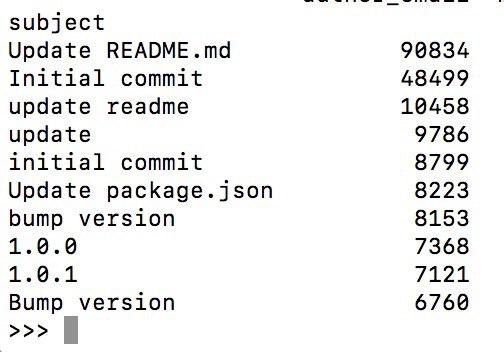 subject
Update README.md 90834
Initial commit 48499
update readme 10458
update 9786
initial commit 8799
Update package.json 8223
bump version 8153
1.0.0 7368
1.0.1 7121
Bump version 6760
>>>